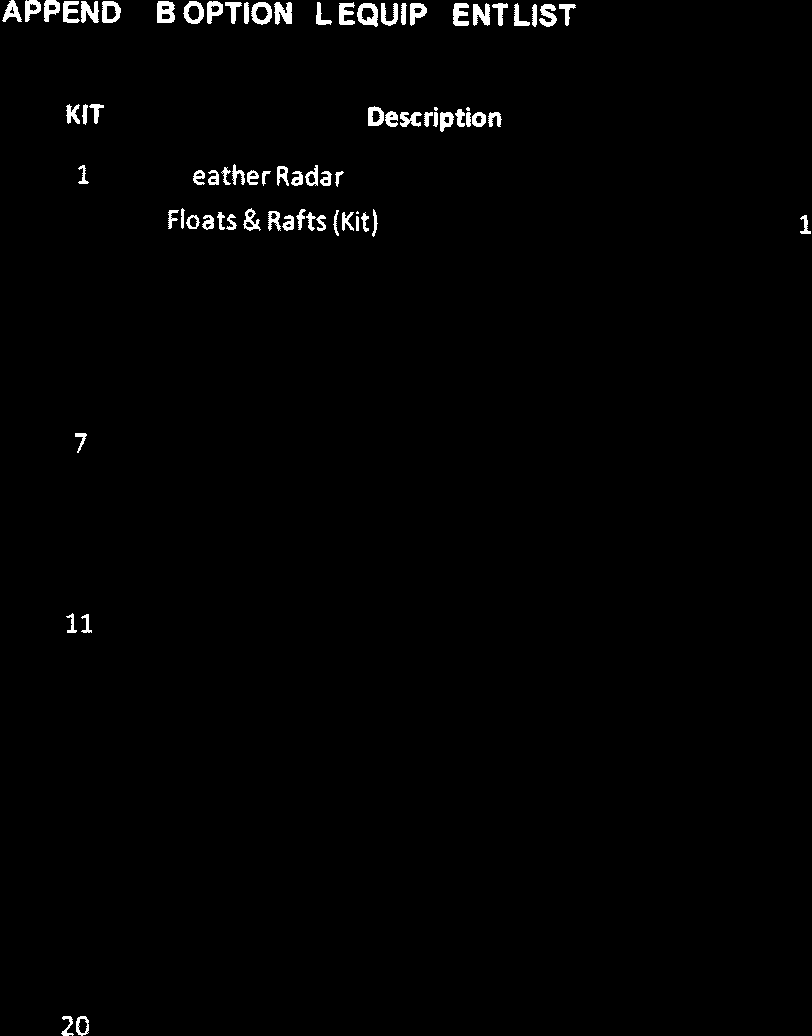 APPEND B OPTION L EQUIP ENT LIST
KIT Description
1 eather Radar
Floats & Rafts (Kit) 1
7
11
20